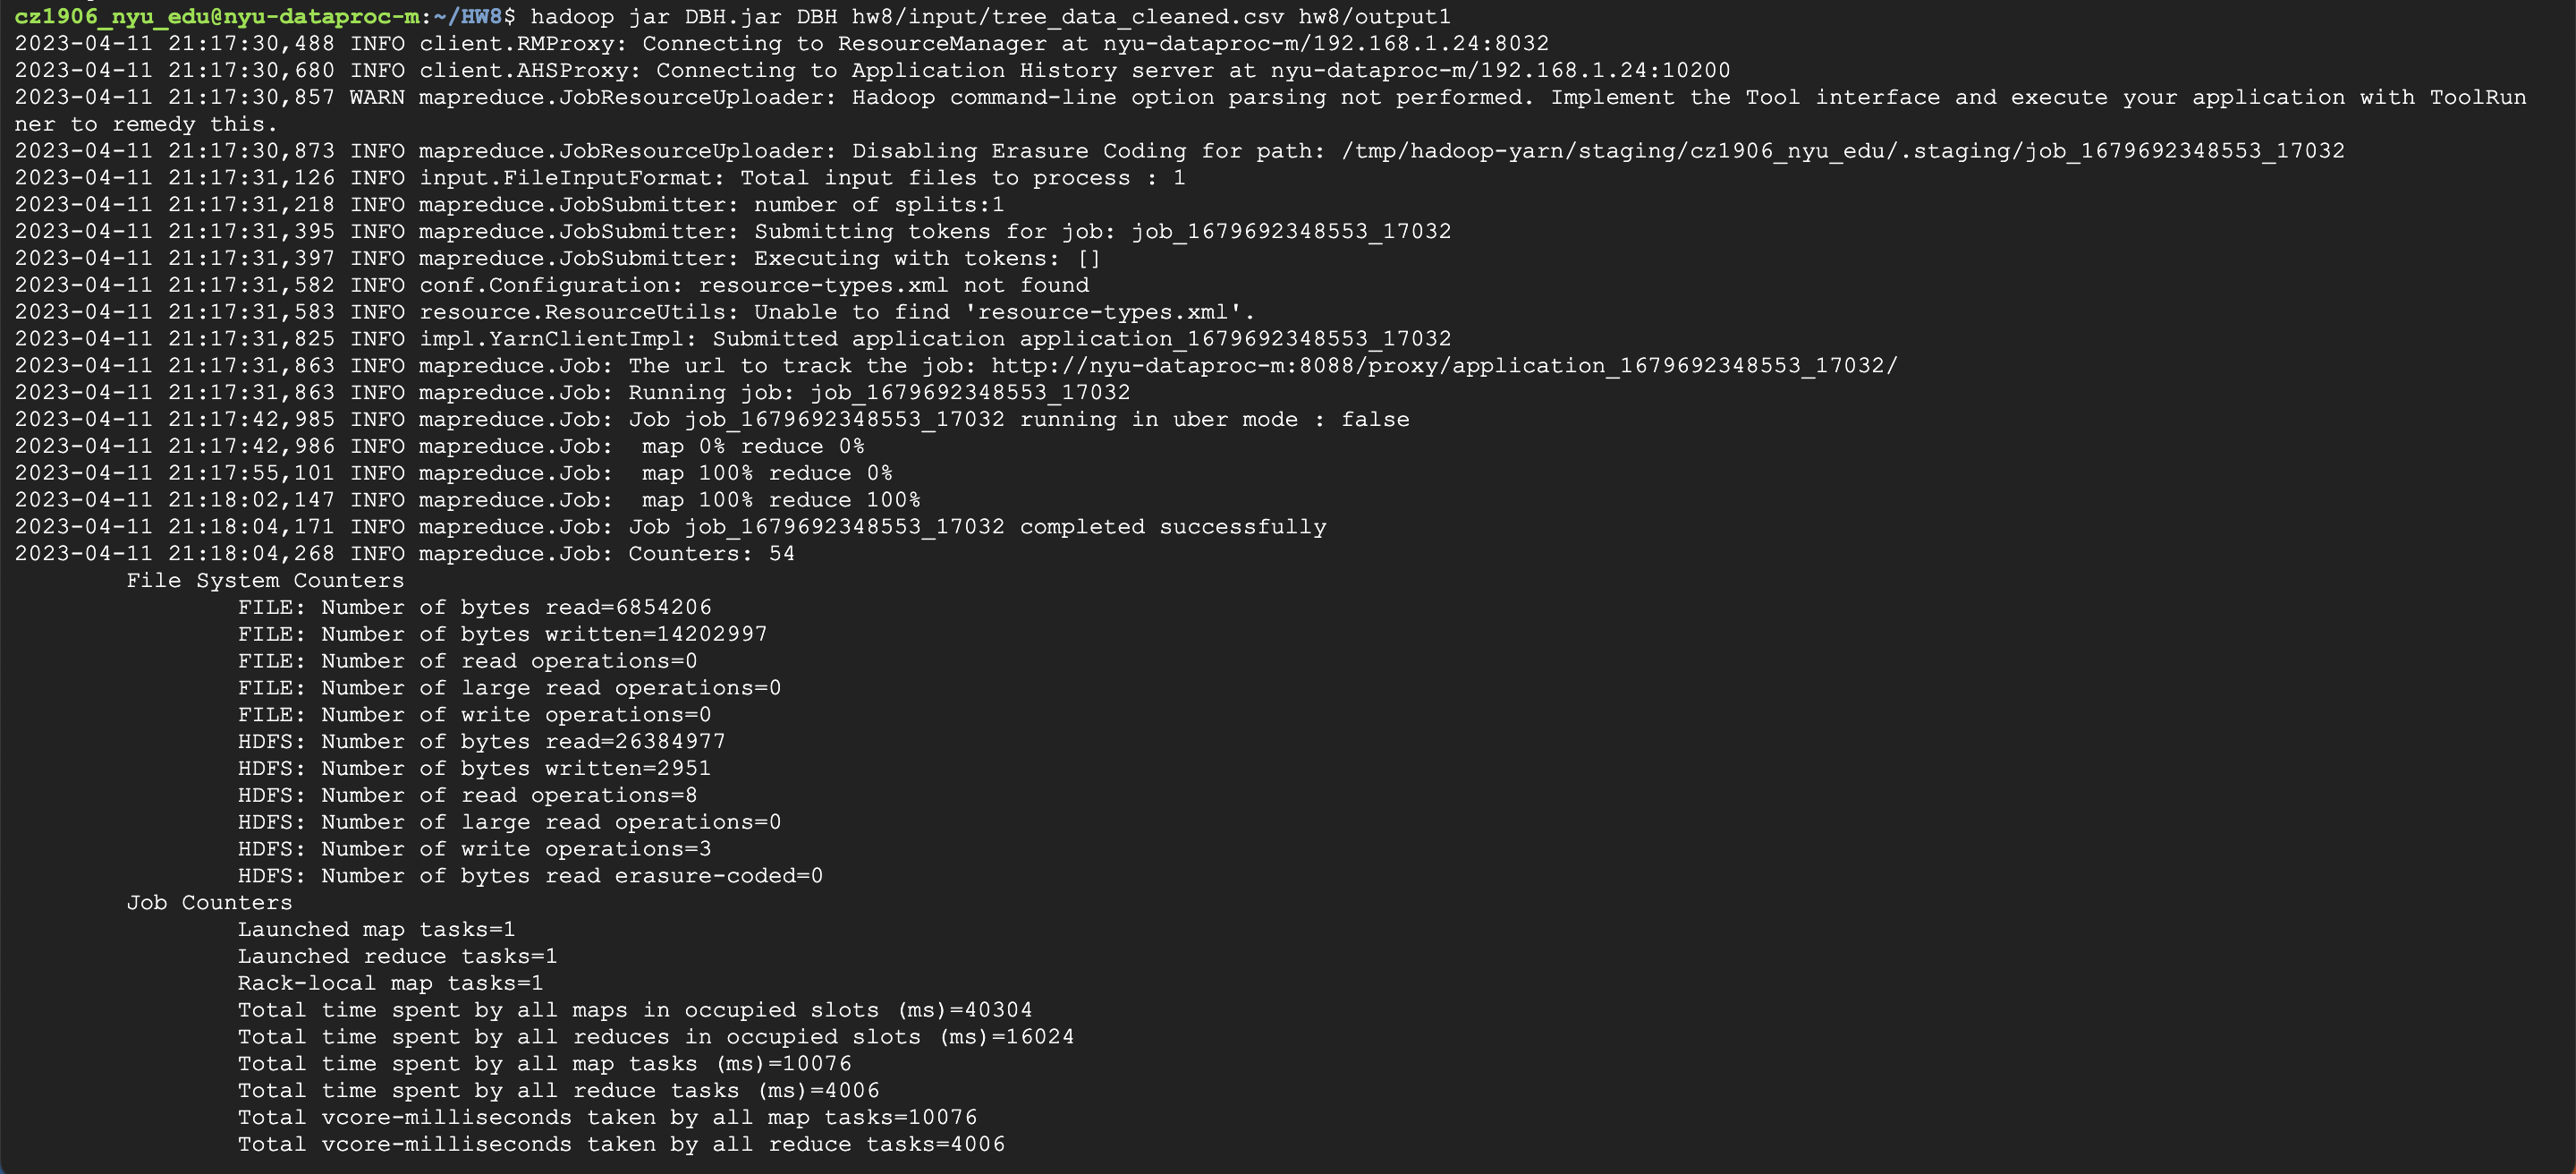 cz1906_nyu_edu@nyu-dataproc-m:~/HW8$ hadoop jar DBH.jar DBH hw8/input/tree_data_cleaned.csv hw8/output1
2023-04-11 21:17:30,488 INFO client.RMProxy: Connecting to ResourceManager at nyu-dataproc-m/192.168.1.24:8032
2023-04-11 21:17:30,680 INFO client.AHSProxy: Connecting to Application History server at nyu-dataproc-m/192.168.1.24:10200
2023-04-11 21:17:30,857 WARN mapreduce.JobResourceUploader: Hadoop command-line option parsing not performed. Implement the Tool interface and execute your application with ToolRun
ner to remedy this.
2023-04-11 21:17:30,873 INFO mapreduce.JobResourceUploader: Disabling Erasure Coding for path: /tmp/hadoop-yarn/staging/cz1906_nyu_edu/.staging/job_1679692348553_17032
2023-04-11 21:17:31,126 INFO input.FileInputFormat: Total input files to process : 1
2023-04-11 21:17:31,218 INFO mapreduce.JobSubmitter: number of splits:1
2023-04-11 21:17:31,395 INFO mapreduce.JobSubmitter: Submitting tokens for job: job_1679692348553_17032
2023-04-11 21:17:31,397 INFO mapreduce.JobSubmitter: Executing with tokens: []
2023-04-11 21:17:31,582 INFO conf.Configuration: resource-types.xml not found
2023-04-11 21:17:31,583 INFO resource.ResourceUtils: Unable to find 'resource-types.xml'.
2023-04-11 21:17:31,825 INFO impl.YarnClientImpl: Submitted application application_1679692348553_17032
2023-04-11 21:17:31,863 INFO mapreduce.Job: The url to track the job: http://nyu-dataproc-m:8088/proxy/application_1679692348553_17032/
2023-04-11 21:17:31,863 INFO mapreduce.Job: Running job: job_1679692348553_17032
2023-04-11 21:17:42,985 INFO mapreduce.Job: Job job_1679692348553_17032 running in uber mode : false
2023-04-11 21:17:42,986 INFO mapreduce.Job:  map 0% reduce 0%
2023-04-11 21:17:55,101 INFO mapreduce.Job:  map 100% reduce 0%
2023-04-11 21:18:02,147 INFO mapreduce.Job:  map 100% reduce 100%
2023-04-11 21:18:04,171 INFO mapreduce.Job: Job job_1679692348553_17032 completed successfully
2023-04-11 21:18:04,268 INFO mapreduce.Job: Counters: 54
File System Counters
FILE: Number of bytes read=6854206
FILE: Number of bytes written=14202997
FILE: Number of read operations=0
FILE: Number of large read operations=0
FILE: Number of write operations=0
HDFS: Number of bytes read=26384977
HDFS: Number of bytes written=2951
HDFS: Number of read operations=8
HDFS: Number of large read operations=0
HDFS: Number of write operations=3
HDFS: Number of bytes read erasure-coded=0
Job Counters
Launched map tasks=1
Launched reduce tasks=1
Rack-local map tasks=1
Total time spent by all maps in occupied slots (ms)=40304
Total time spent by all reduces in occupied slots (ms)=16024
Total time spent by all map tasks (ms)=10076
Total time spent by all reduce tasks (ms)=4006
Total vcore-milliseconds taken by all map tasks=10076
Total vcore-milliseconds taken by all reduce tasks=4006